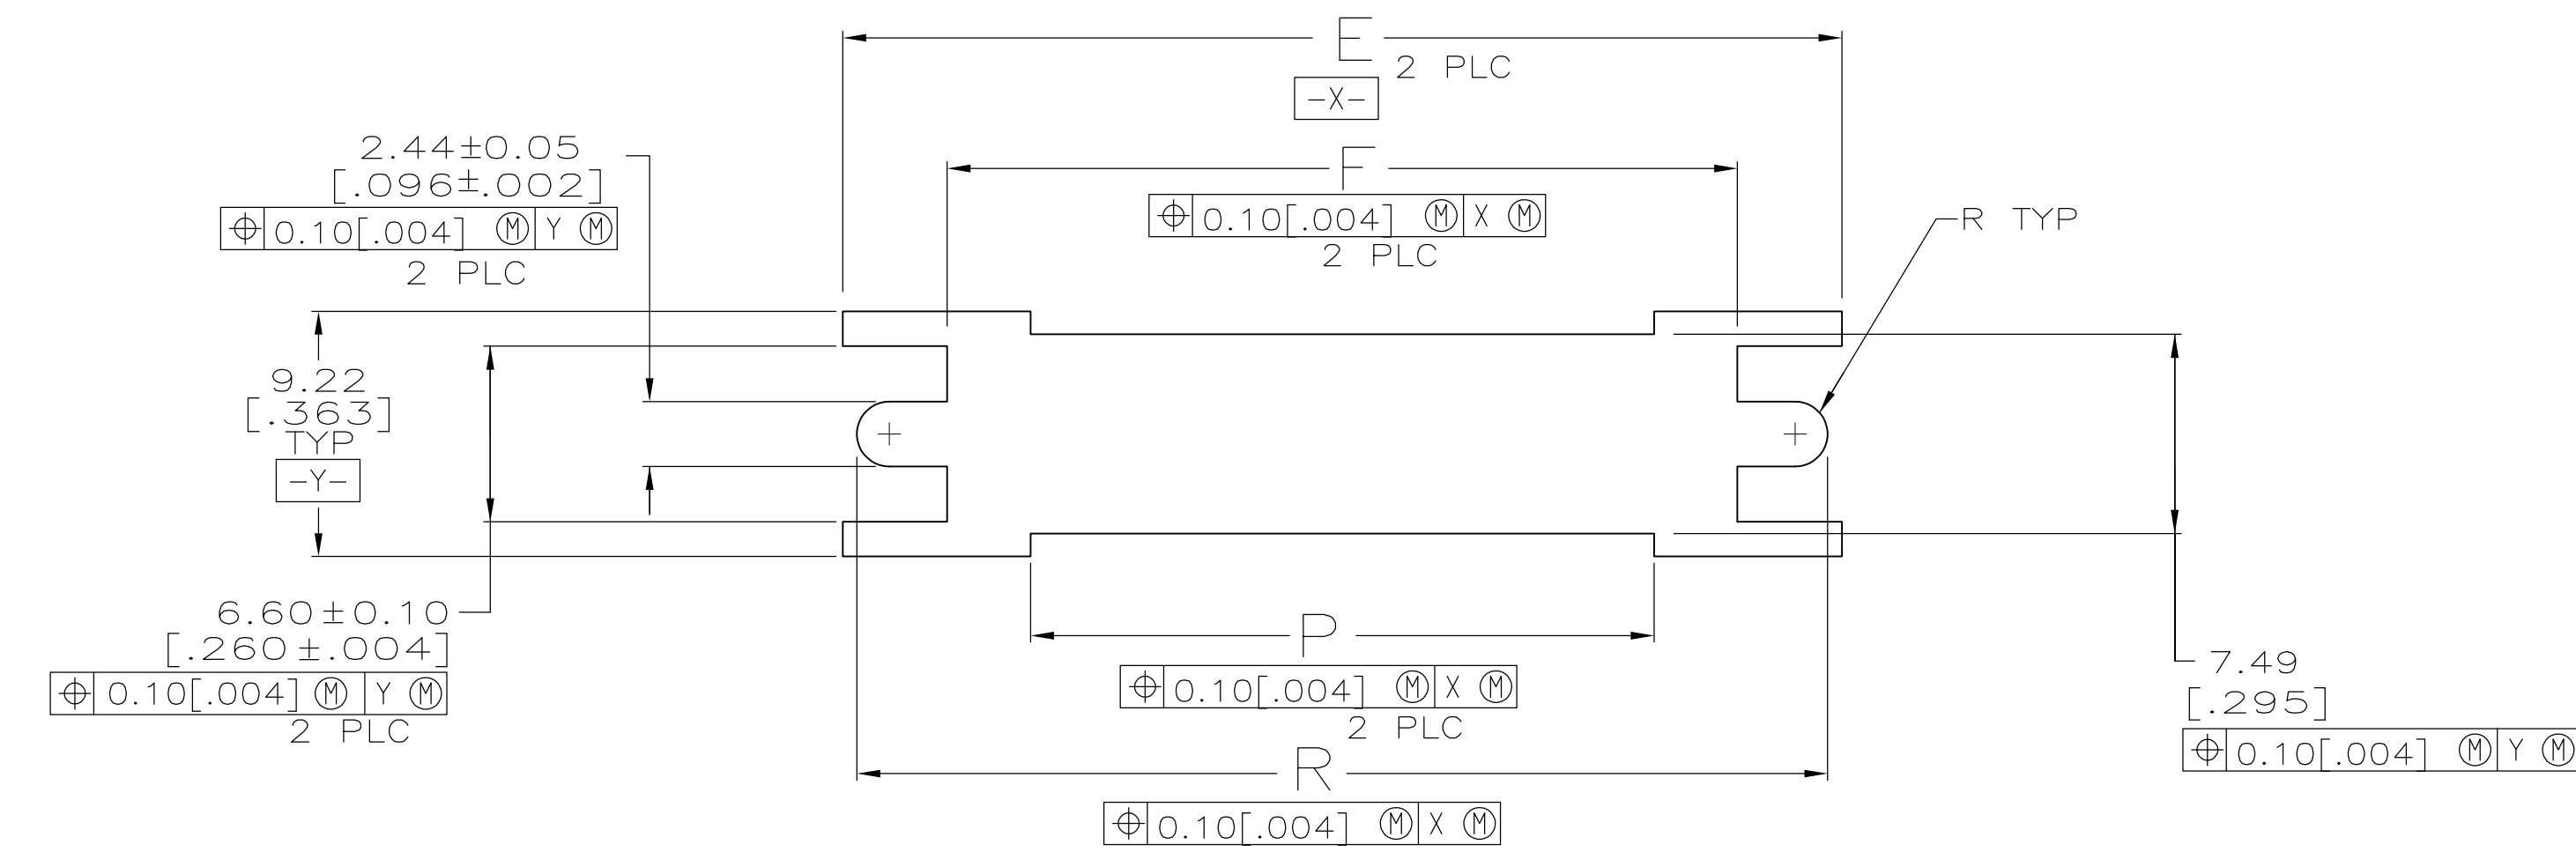 E
2 PLC
-X-
2.44±0.05
[.096±.002]
⌖ 0.10[.004] Ⓜ Y Ⓜ
2 PLC
F
⌖ 0.10[.004] Ⓜ X Ⓜ
2 PLC
R TYP
9.22
[.363]
TYP
-Y-
6.60±0.10
[.260±.004]
⌖ 0.10[.004] Ⓜ Y Ⓜ
2 PLC
P
⌖ 0.10[.004] Ⓜ X Ⓜ
2 PLC
R
⌖ 0.10[.004] Ⓜ X Ⓜ
7.49
[.295]
⌖ 0.10[.004] Ⓜ Y Ⓜ